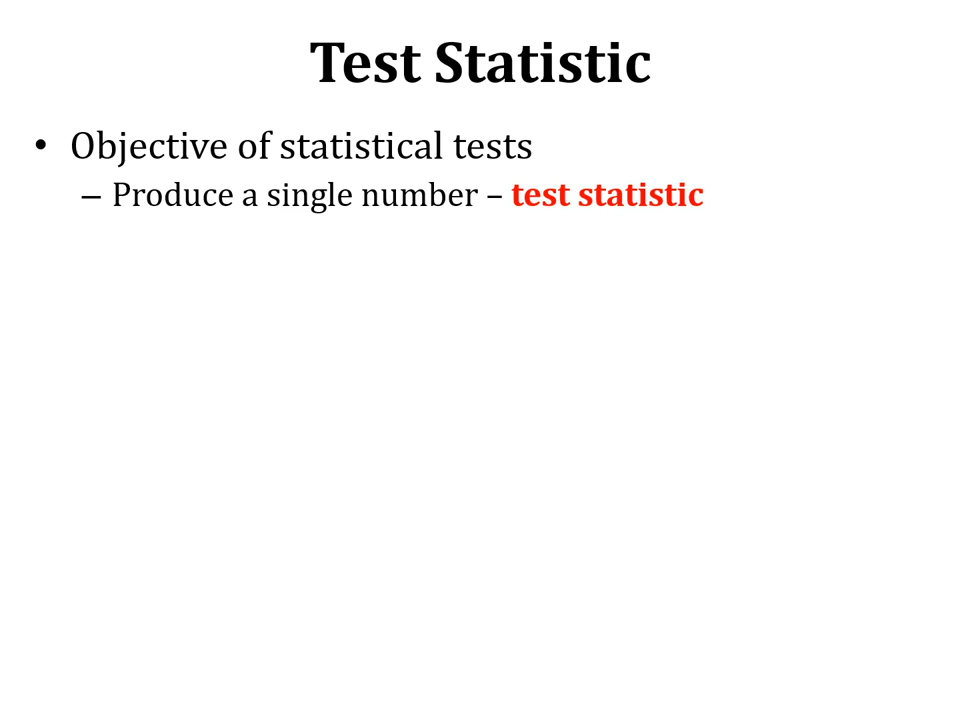 Test Statistic
• Objective of statistical tests
– Produce a single number – test statistic